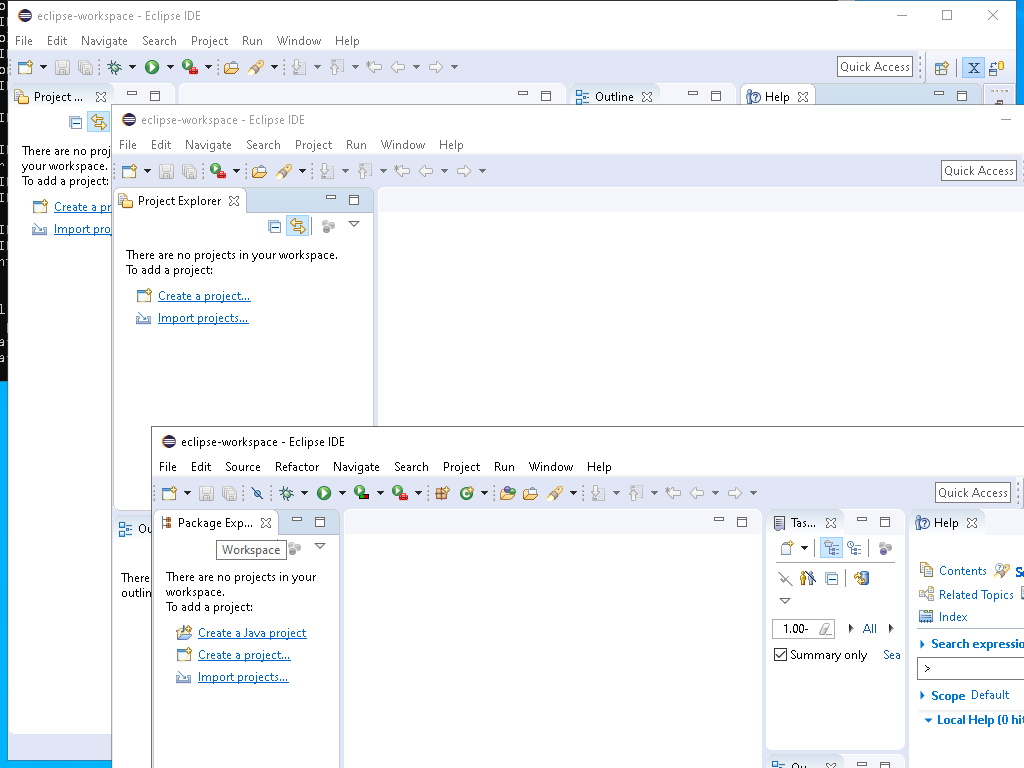 eclipse-workspace - Eclipse IDE
File Edit Navigate Search Project Run Window Help
Quick Access
Project ...
Outline
Help
There are no proj
your workspace.
To add a project:
Create a pr
Import pro
eclipse-workspace - Eclipse IDE
File Edit Navigate Search Project Run Window Help
Quick Access
Project Explorer
There are no projects in your workspace.
To add a project:
Create a project...
Import projects...
Ou
There
outlin
eclipse-workspace - Eclipse IDE
File Edit Source Refactor Navigate Search Project Run Window Help
Quick Access
Package Exp...
Workspace
There are no projects in your
workspace.
To add a project:
Create a Java project
Create a project...
Import projects...
Tas...
1.00-
All
Summary only
Sea
Ou
Help
Contents
Se
Related Topics
Index
Search expressio
>
Scope Default
Local Help (0 hit